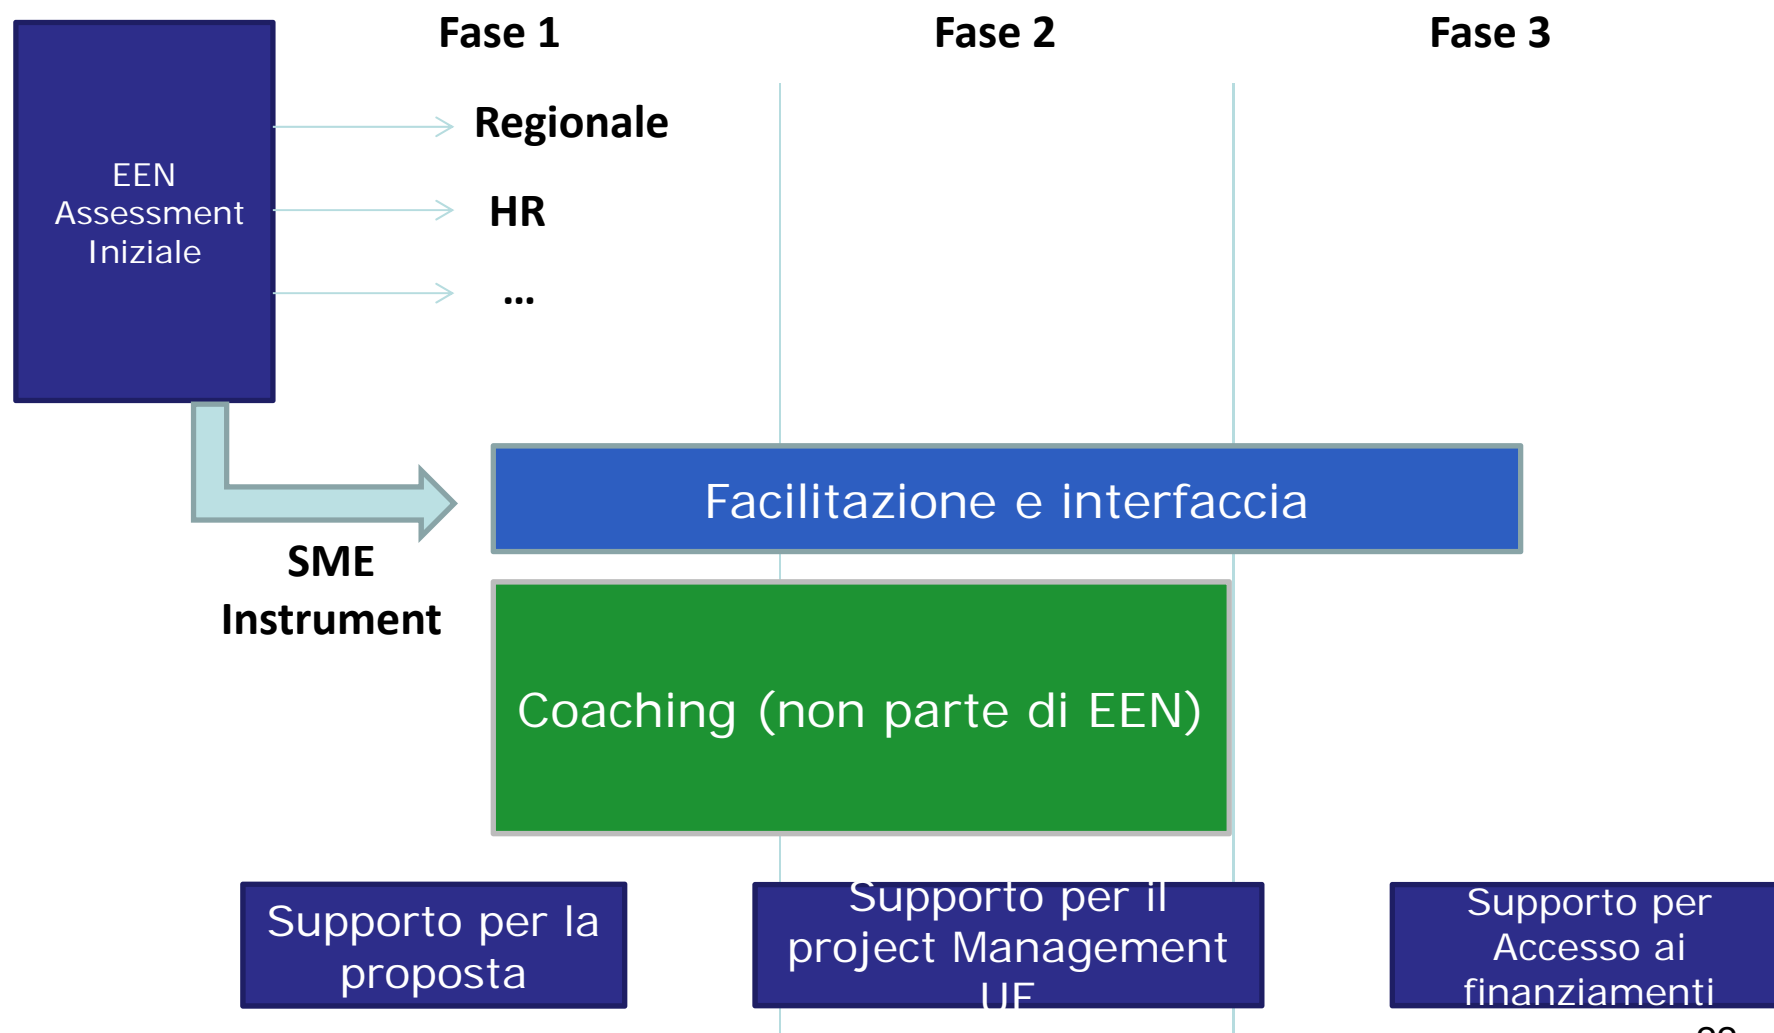 Fase 1
Fase 2
Fase 3
EEN
Assessment
Iniziale
Regionale
HR
...
Facilitazione e interfaccia
SME
Instrument
Coaching (non parte di EEN)
Supporto per la
proposta
Supporto per il
project Management
UE
Supporto per
Accesso ai
finanziamenti